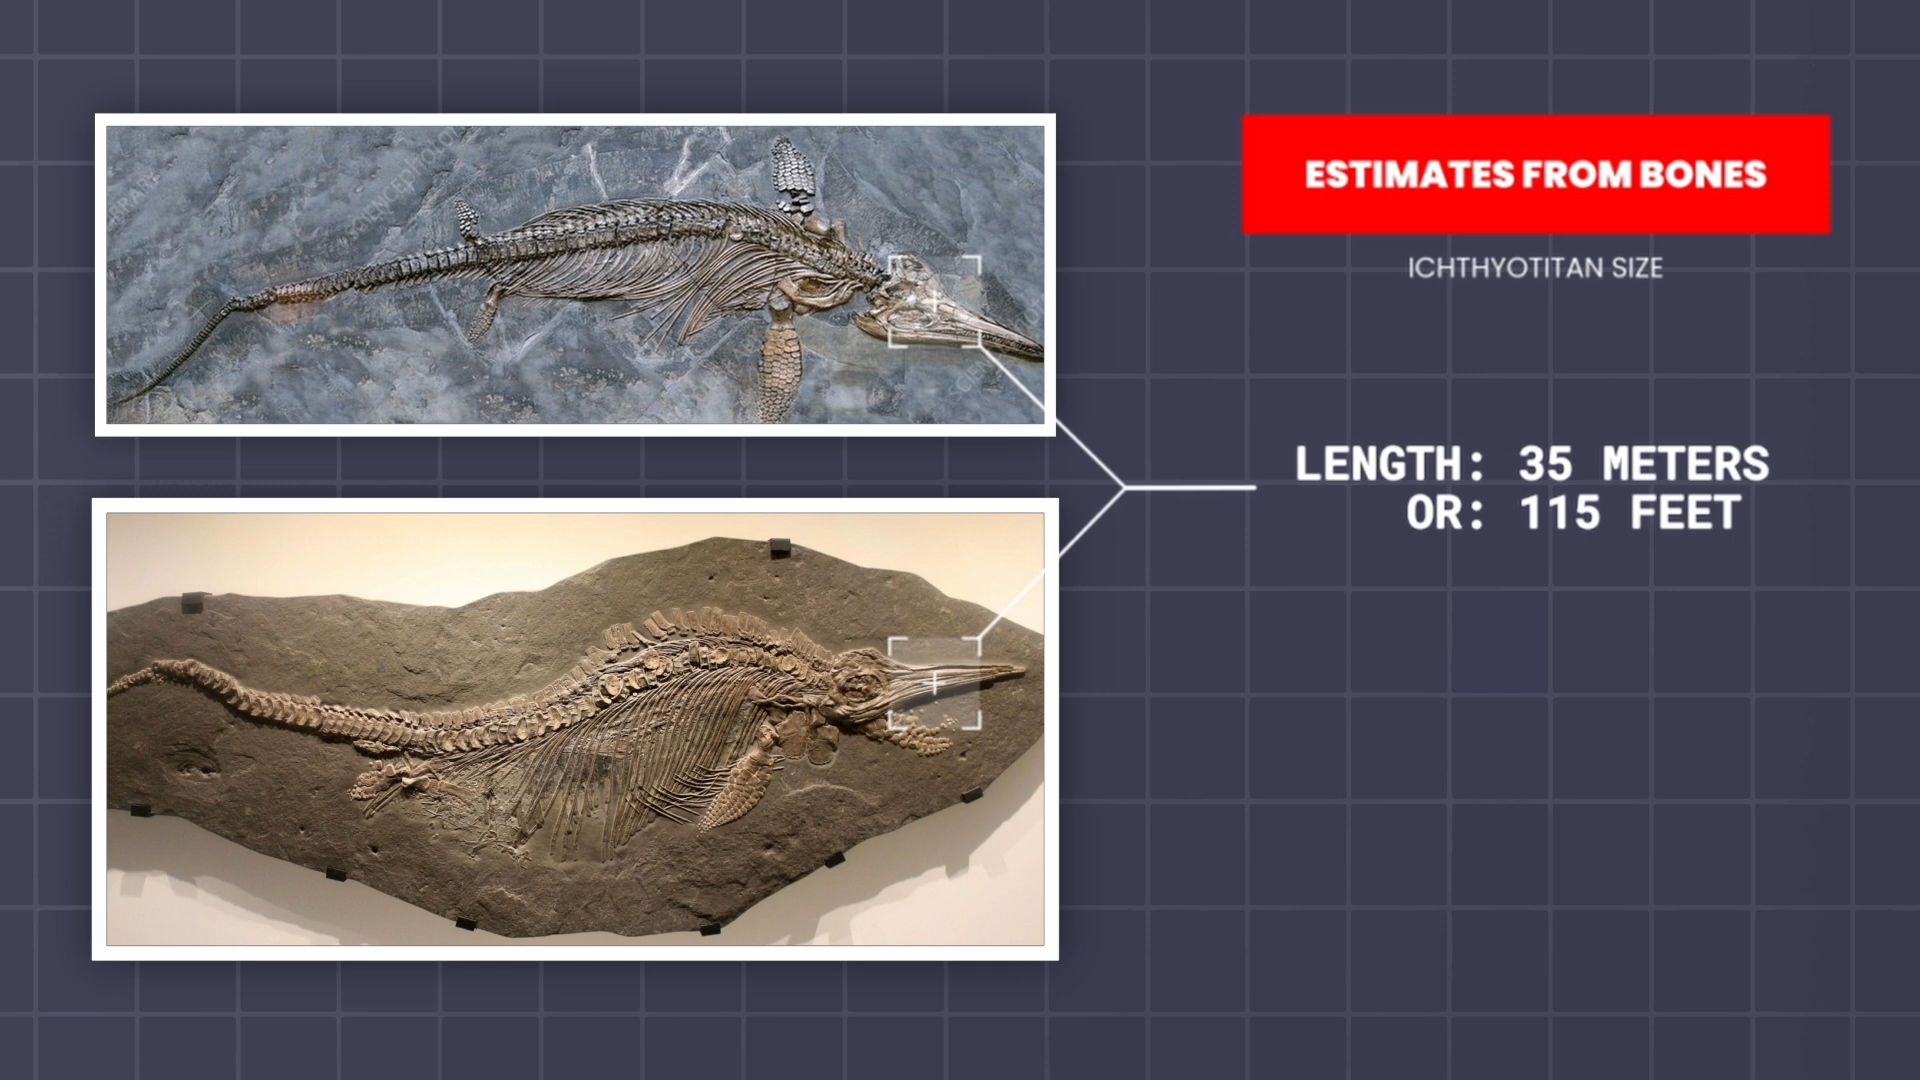 ESTIMATES FROM BONES
ICHTHYOTITAN SIZE
LENGTH: 35 METERS
OR: 115 FEET